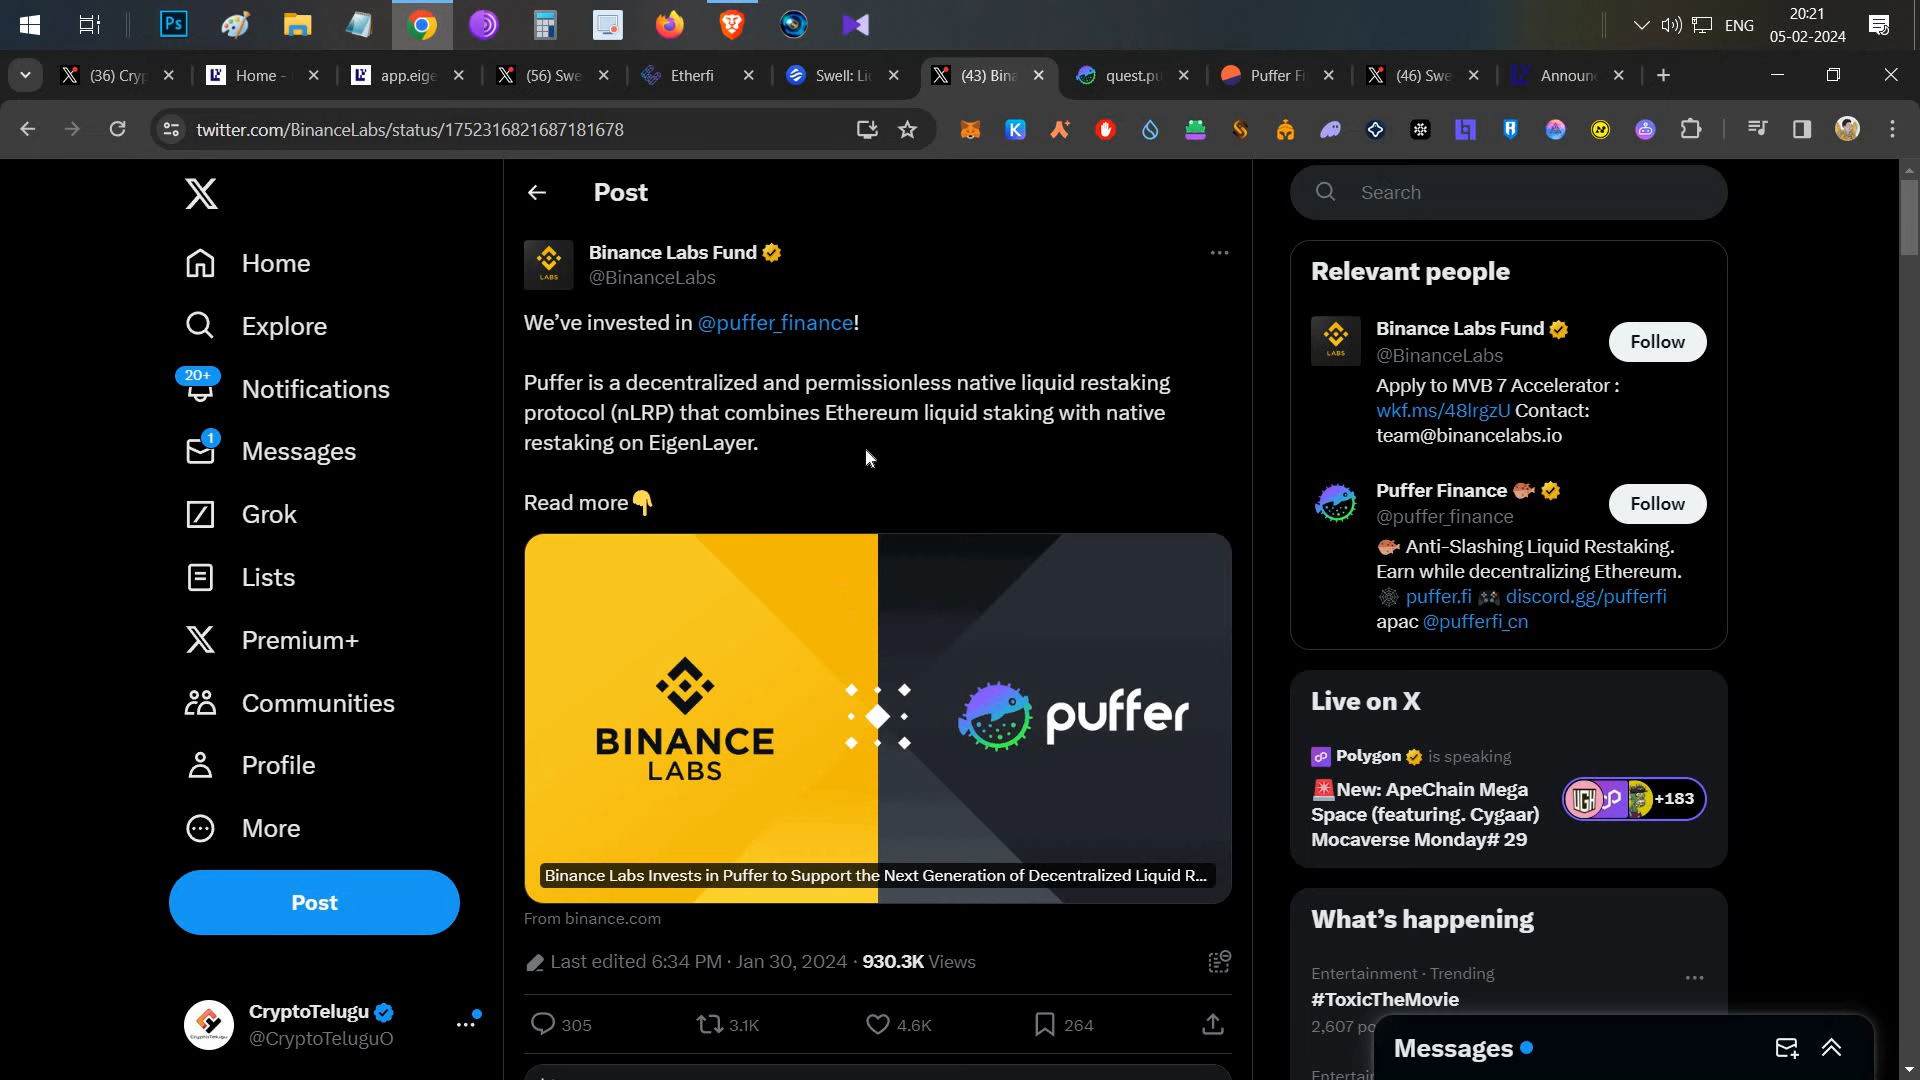 Ps
ENG
20:21
05-02-2024
(36) Cryp
Home -
app.eige
(56) Swe
Etherfi
Swell: Li
(43) Bina
quest.pu
Puffer Fi
(46) Swe
Announ
twitter.com/BinanceLabs/status/1752316821687181678
Home
Explore
20+
Notifications
1
Messages
Grok
Lists
Premium+
Communities
Profile
More
Post
CryptoTelugu
@CryptoTeluguO
Post
Binance Labs Fund
@BinanceLabs
We’ve invested in @puffer_finance!
Puffer is a decentralized and permissionless native liquid restaking
protocol (nLRP) that combines Ethereum liquid staking with native
restaking on EigenLayer.
Read more👇
BINANCE
LABS
puffer
Binance Labs Invests in Puffer to Support the Next Generation of Decentralized Liquid R...
From binance.com
Last edited 6:34 PM · Jan 30, 2024 · 930.3K Views
305 3.1K 4.6K 264
Search
Relevant people
Binance Labs Fund
@BinanceLabs
Follow
Apply to MVB 7 Accelerator :
wkf.ms/48lrgzU Contact:
team@binancelabs.io
Puffer Finance 🐡
@puffer_finance
Follow
🐡 Anti-Slashing Liquid Restaking.
Earn while decentralizing Ethereum.
🕸 puffer.fi 🎮 discord.gg/pufferfi
apac @pufferfi_cn
Live on X
Polygon is speaking
🚨New: ApeChain Mega
Space (featuring. Cygaar)
Mocaverse Monday# 29
+183
What’s happening
Entertainment · Trending
#ToxicTheMovie
2,607 po
Messages